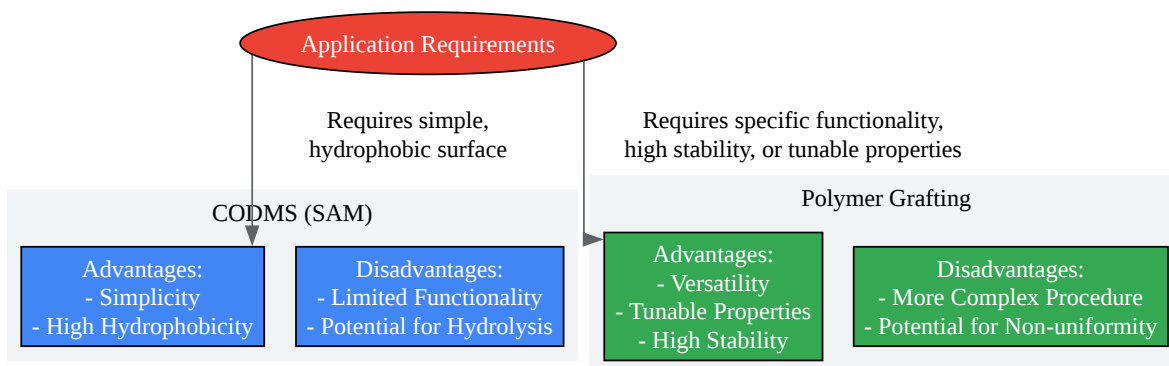 Application Requirements
Requires simple,
hydrophobic surface
Requires specific functionality,
high stability, or tunable properties
CODMS (SAM)
Advantages:
- Simplicity
- High Hydrophobicity
Disadvantages:
- Limited Functionality
- Potential for Hydrolysis
Polymer Grafting
Advantages:
- Versatility
- Tunable Properties
- High Stability
Disadvantages:
- More Complex Procedure
- Potential for Non-uniformity